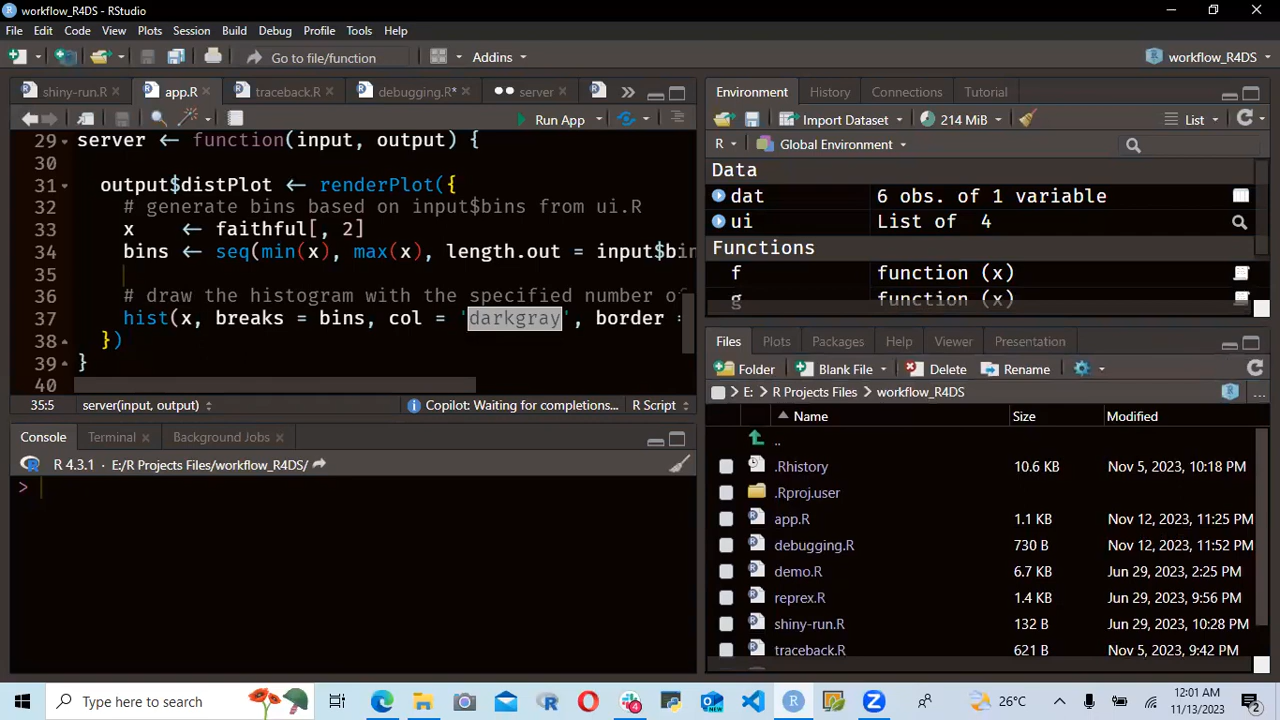 workflow_R4DS - RStudio
File Edit Code View Plots Session Build Debug Profile Tools Help
Go to file/function Addins workflow_R4DS
shiny-run.R app.R traceback.R debugging.R* server
Run App
29 server <- function(input, output) {
30
31 output$distPlot <- renderPlot({
32 # generate bins based on input$bins from ui.R
33 x <- faithful[, 2]
34 bins <- seq(min(x), max(x), length.out = input$bin
35
36 # draw the histogram with the specified number of
37 hist(x, breaks = bins, col = 'darkgray', border =
38 })
39 }
40
35:5 server(input, output) Copilot: Waiting for completions... R Script
Console Terminal Background Jobs
R 4.3.1 · E:/R Projects Files/workflow_R4DS/
>
Environment History Connections Tutorial
Import Dataset 214 MiB List
R Global Environment
Data
dat 6 obs. of 1 variable
ui List of 4
Functions
f function (x)
g function (x)
Files Plots Packages Help Viewer Presentation
Folder Blank File Delete Rename
E: R Projects Files workflow_R4DS ...
Name Size Modified
..
.Rhistory 10.6 KB Nov 5, 2023, 10:18 PM
.Rproj.user
app.R 1.1 KB Nov 12, 2023, 11:25 PM
debugging.R 730 B Nov 12, 2023, 11:52 PM
demo.R 6.7 KB Jun 29, 2023, 2:25 PM
reprex.R 1.4 KB Jun 29, 2023, 9:56 PM
shiny-run.R 132 B Jun 29, 2023, 10:28 PM
traceback.R 621 B Nov 5, 2023, 9:42 PM
Type here to search 4 26°C 12:01 AM
11/13/2023 2